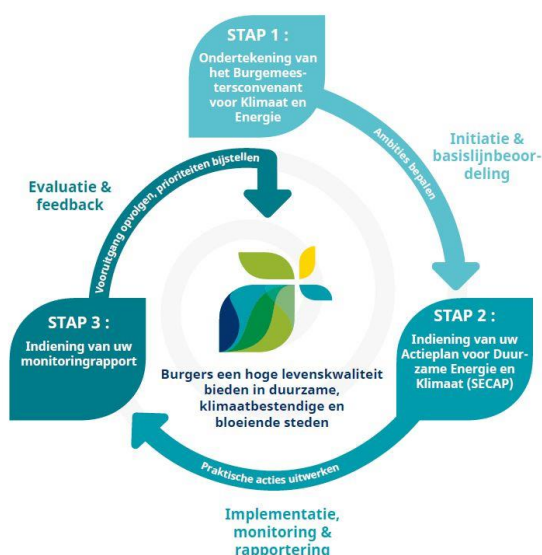 STAP 1 :
Ondertekening van
het Burgemees-
tersconvenant
voor Klimaat en
Energie
Ambities bepalen
Initiatie &
basislijnbeoor-
deling
STAP 2 :
Indiening van uw
Actieplan voor Duur-
zame Energie en
Klimaat (SECAP)
Praktische acties uitwerken
Implementatie,
monitoring &
rapportering
STAP 3 :
Indiening van uw
monitoringrapport
Vooruitgang opvolgen, prioriteiten bijstellen
Evaluatie &
feedback
Burgers een hoge levenskwaliteit
bieden in duurzame,
klimaatbestendige en
bloeiende steden